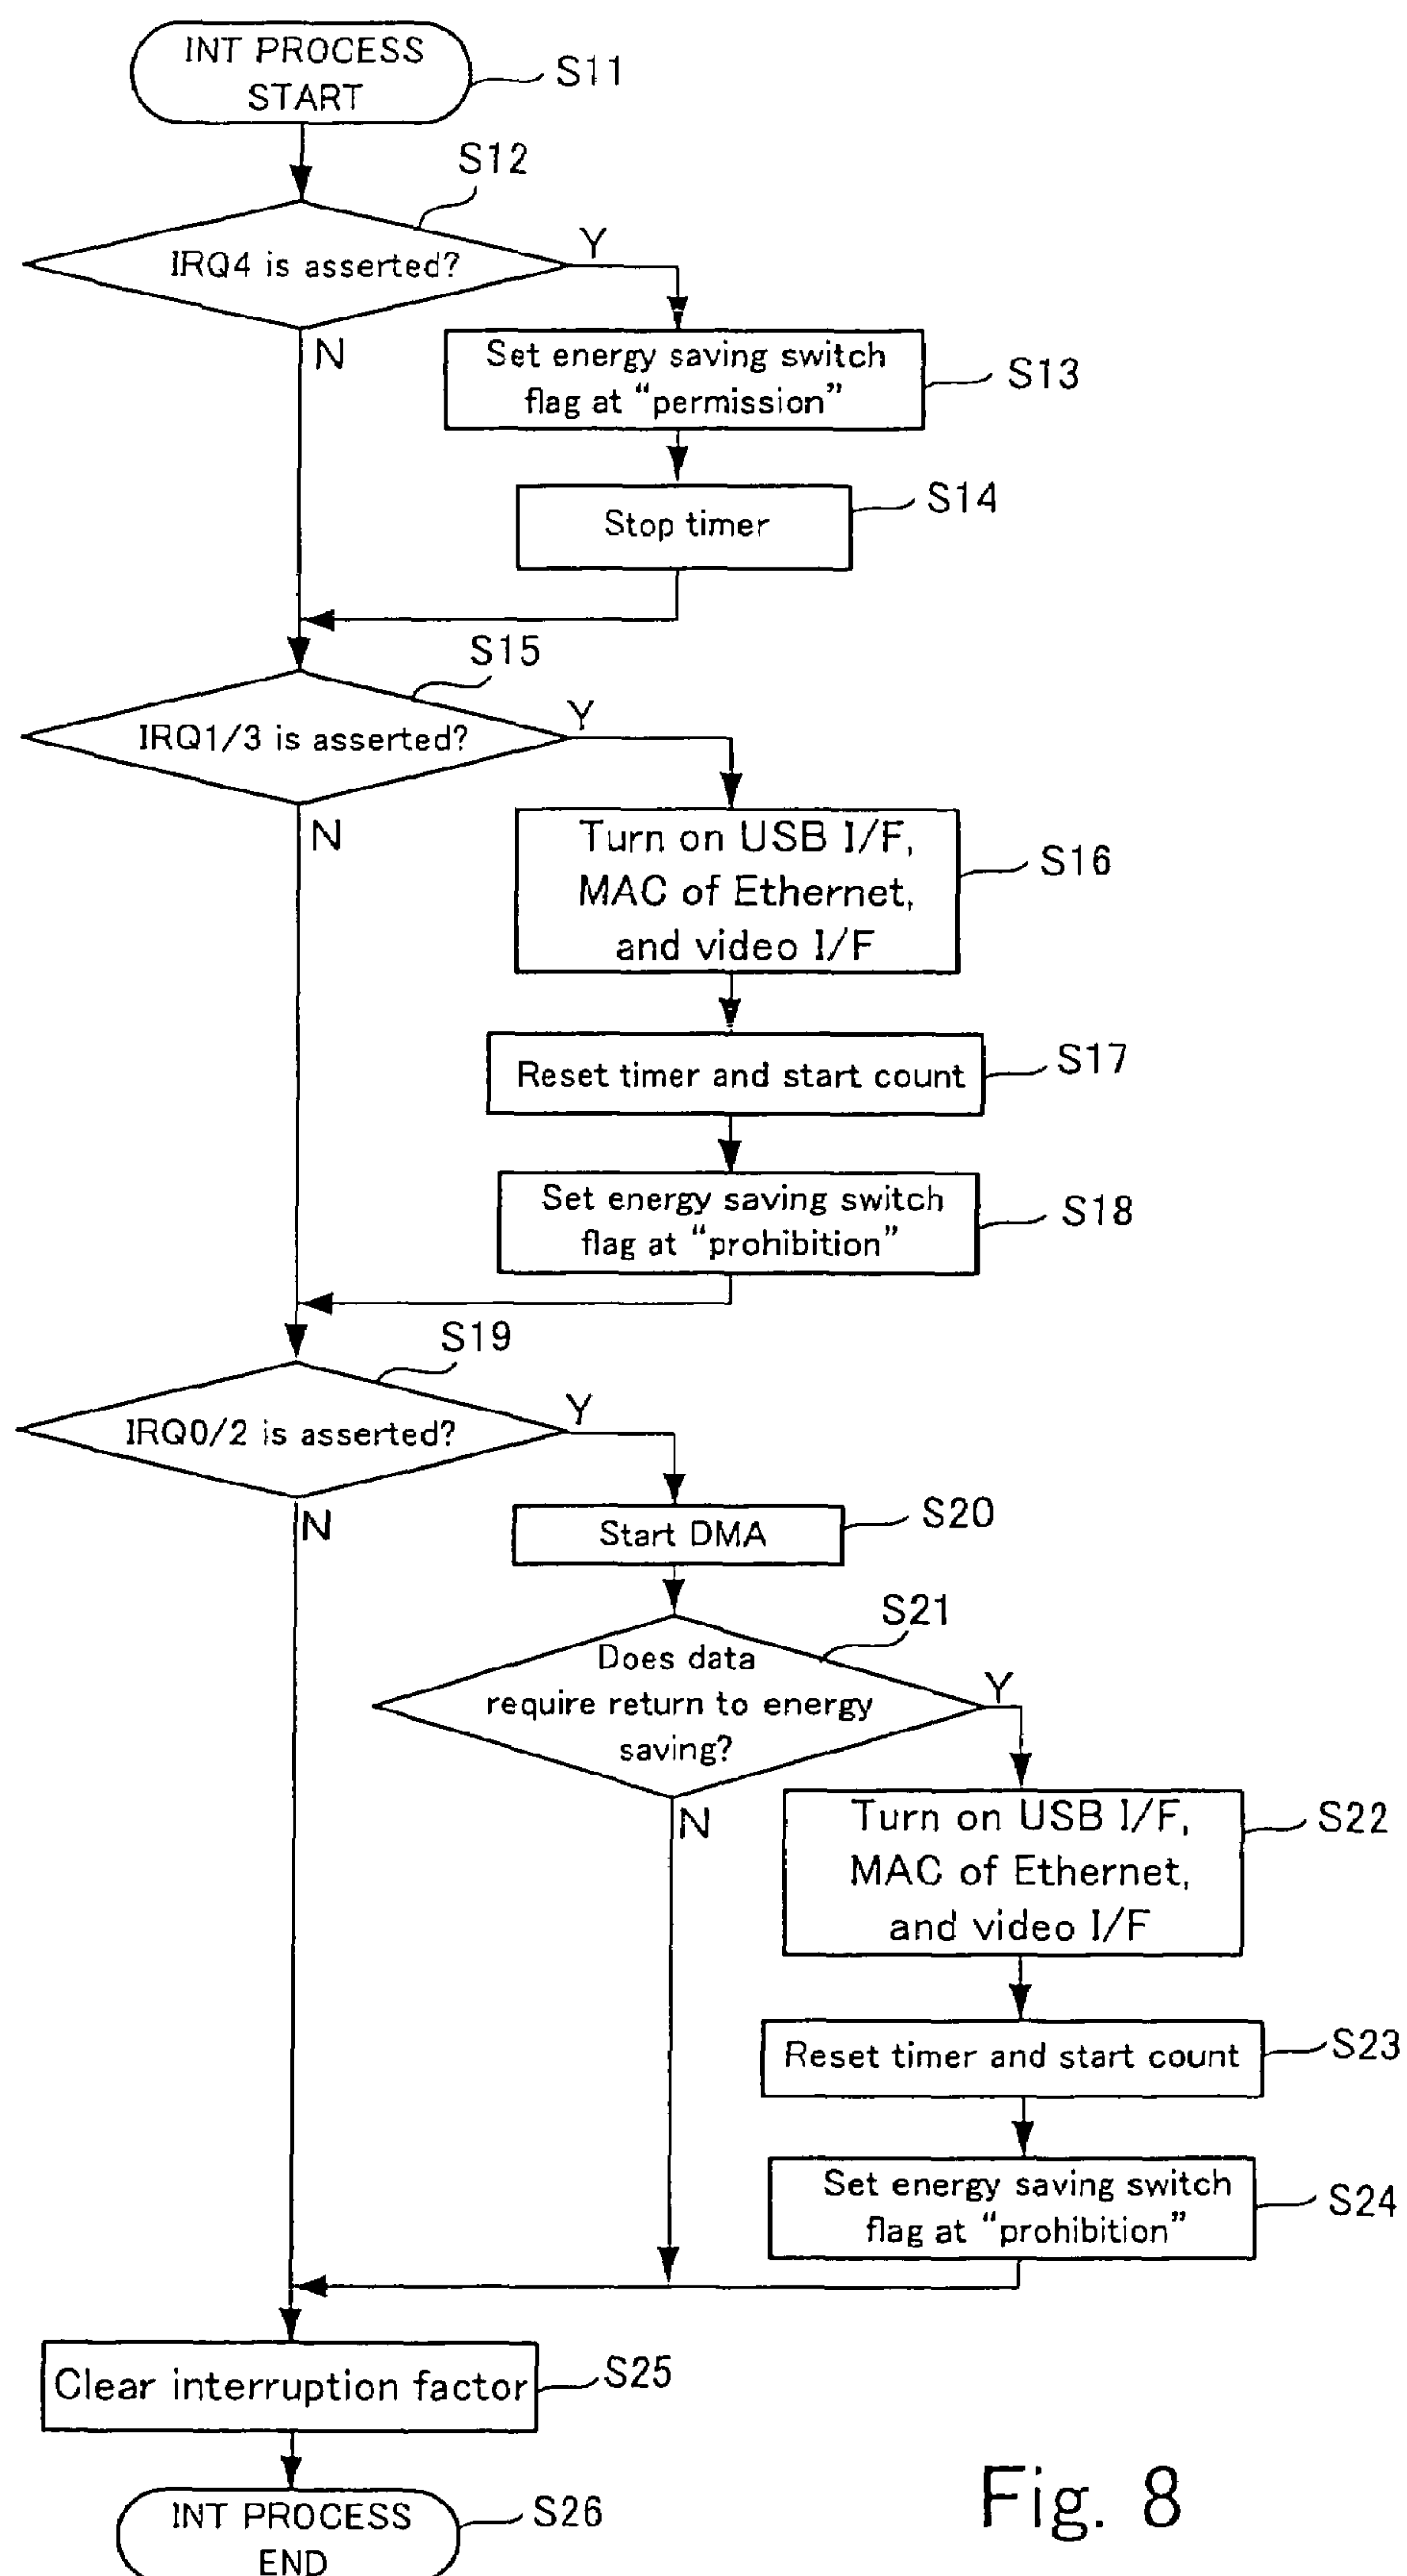 INT PROCESS
START
S11
S12
IRQ4 is asserted?
Y
N
Set energy saving switch
flag at “permission”
S13
Stop timer
S14
S15
IRQ1/3 is asserted?
Y
N
Turn on USB I/F,
MAC of Ethernet,
and video I/F
S16
Reset timer and start count
S17
Set energy saving switch
flag at “prohibition”
S18
S19
IRQ0/2 is asserted?
Y
N
Start DMA
S20
S21
Does data
require return to energy
saving?
Y
N
Turn on USB I/F,
MAC of Ethernet,
and video I/F
S22
Reset timer and start count
S23
Set energy saving switch
flag at “prohibition”
S24
Clear interruption factor
S25
INT PROCESS
END
S26
Fig. 8